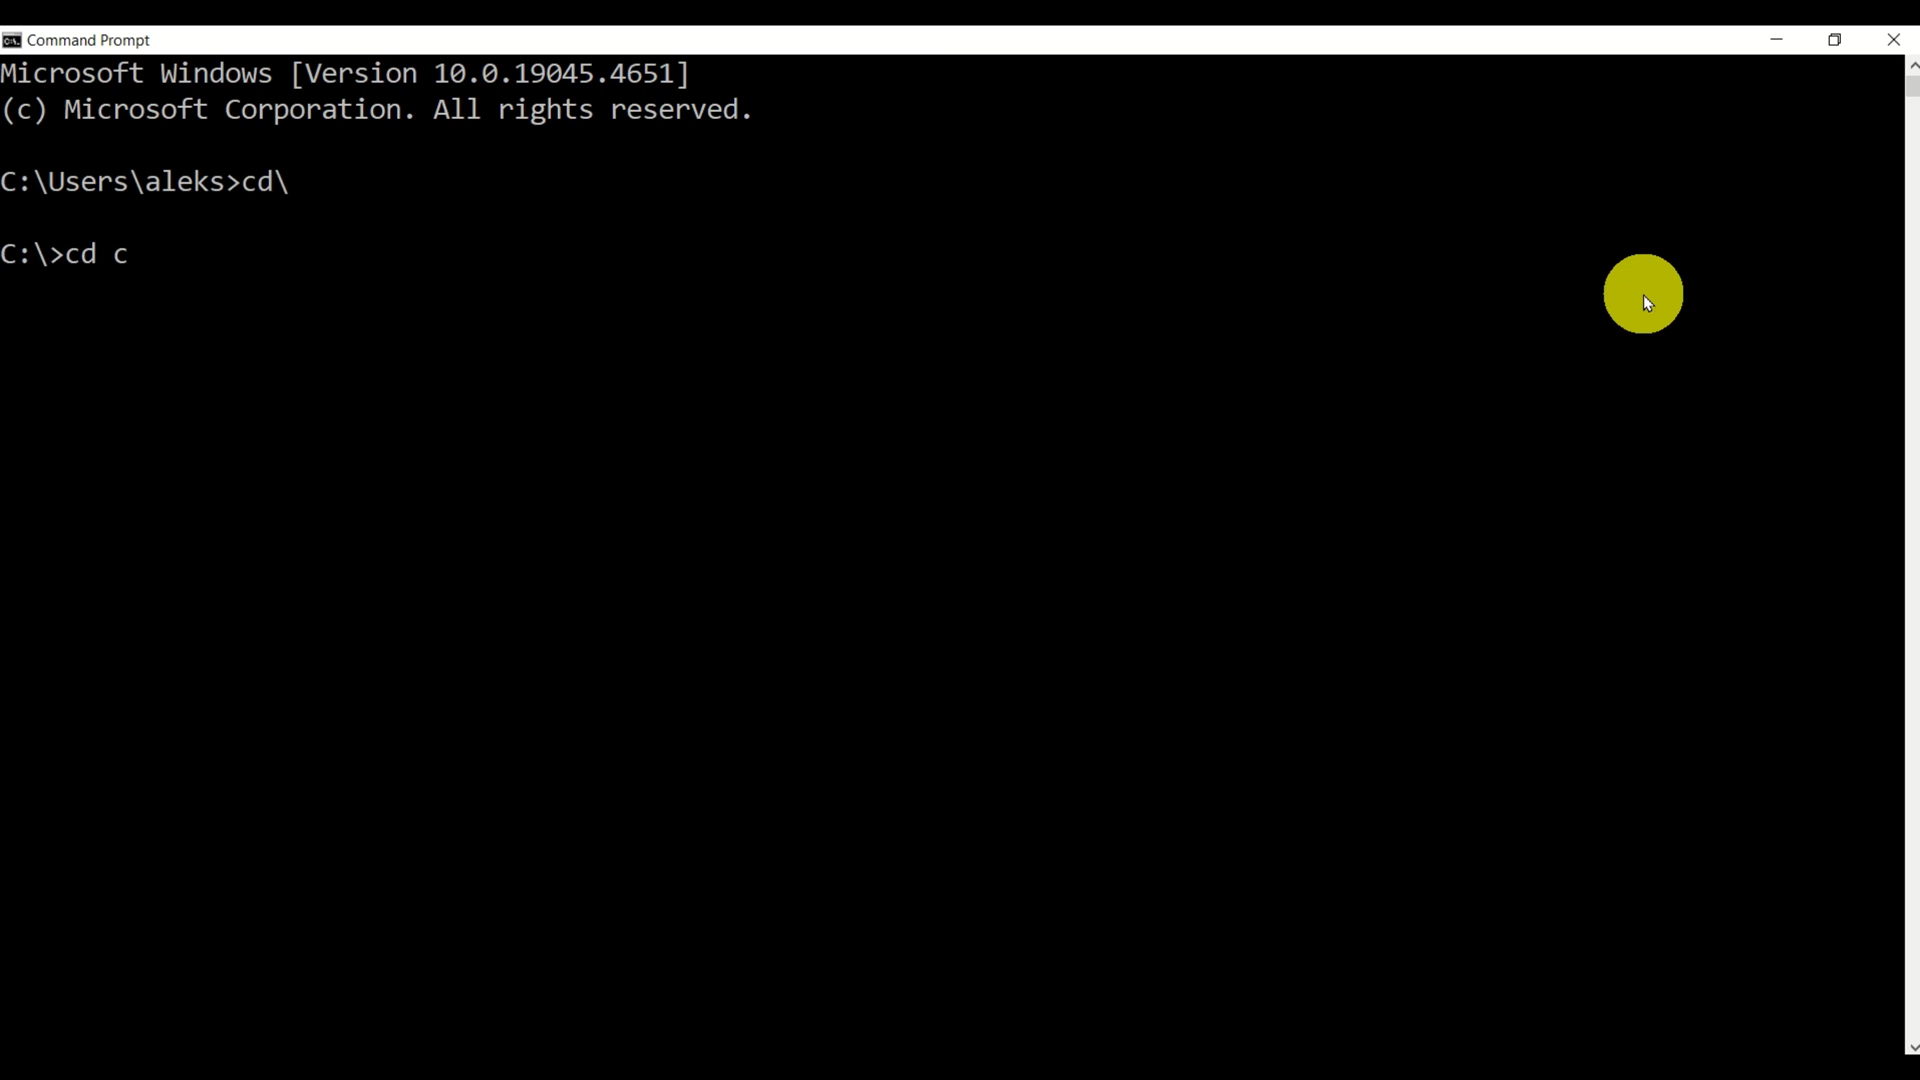 Command Prompt
Microsoft Windows [Version 10.0.19045.4651]
(c) Microsoft Corporation. All rights reserved.
C:\Users\aleks>cd\
C:\>cd c